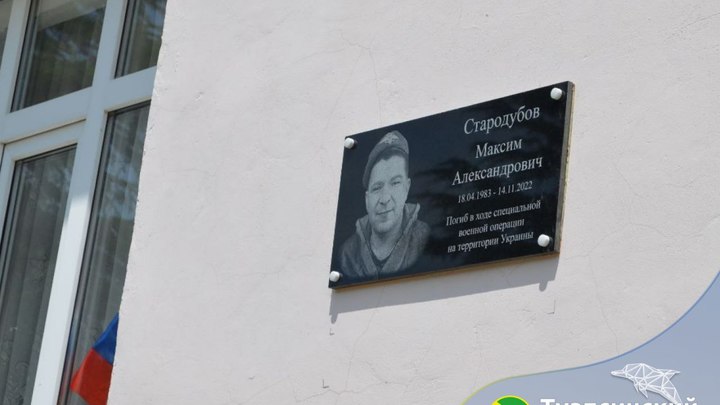 Стародубов
Максим
Александрович
18.04.1983 - 14.11.2022
Погиб в ходе специальной
военной операции
на территории Украины